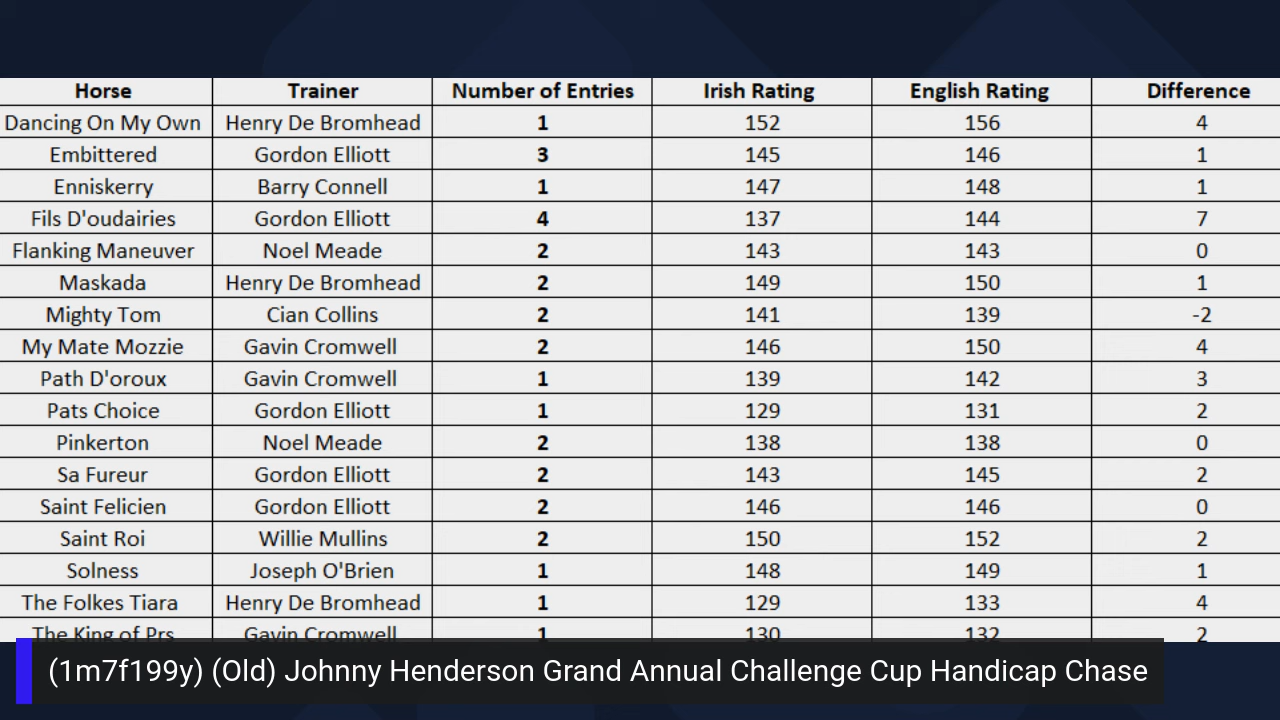 Horse Trainer Number of Entries Irish Rating English Rating Difference
Dancing On My Own Henry De Bromhead 1 152 156 4
Embittered Gordon Elliott 3 145 146 1
Enniskerry Barry Connell 1 147 148 1
Fils D'oudairies Gordon Elliott 4 137 144 7
Flanking Maneuver Noel Meade 2 143 143 0
Maskada Henry De Bromhead 2 149 150 1
Mighty Tom Cian Collins 2 141 139 -2
My Mate Mozzie Gavin Cromwell 2 146 150 4
Path D'oroux Gavin Cromwell 1 139 142 3
Pats Choice Gordon Elliott 1 129 131 2
Pinkerton Noel Meade 2 138 138 0
Sa Fureur Gordon Elliott 2 143 145 2
Saint Felicien Gordon Elliott 2 146 146 0
Saint Roi Willie Mullins 2 150 152 2
Solness Joseph O'Brien 1 148 149 1
The Folkes Tiara Henry De Bromhead 1 129 133 4
The King of Prs Gavin Cromwell 1 130 132 2
(1m7f199y) (Old) Johnny Henderson Grand Annual Challenge Cup Handicap Chase